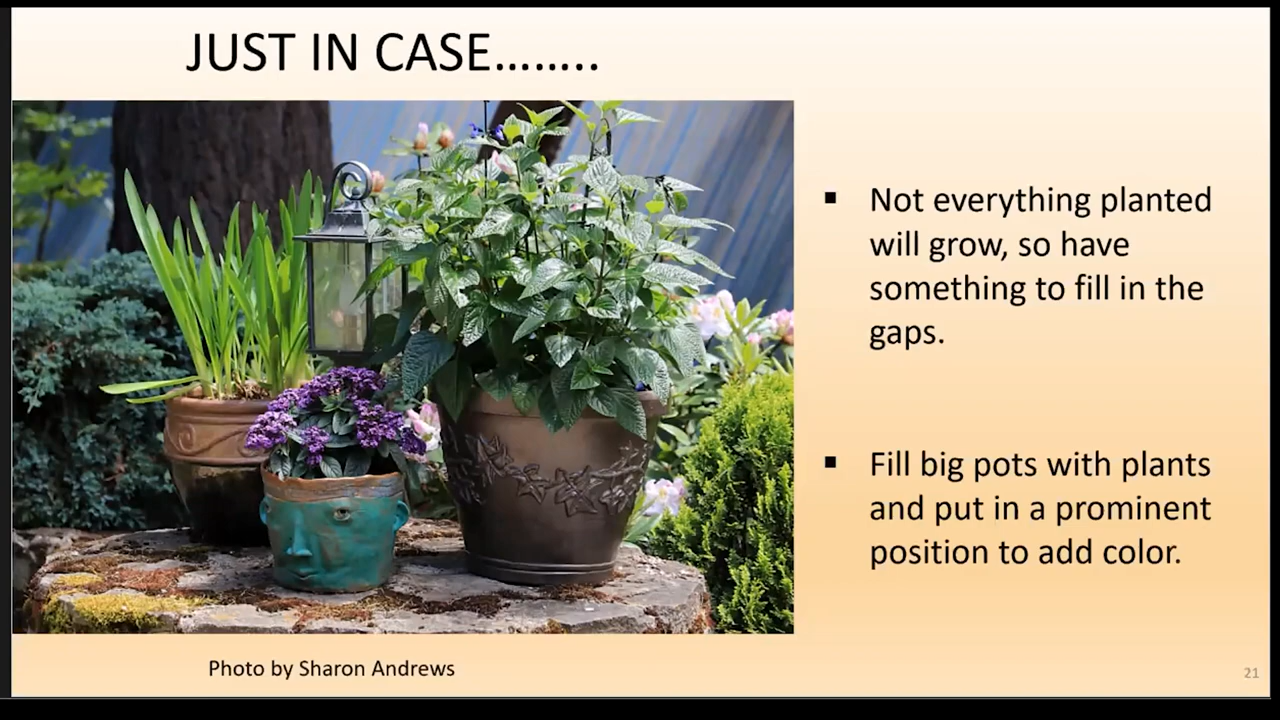 JUST IN CASE……..
▪ Not everything planted
will grow, so have
something to fill in the
gaps.
▪ Fill big pots with plants
and put in a prominent
position to add color.
Photo by Sharon Andrews
21